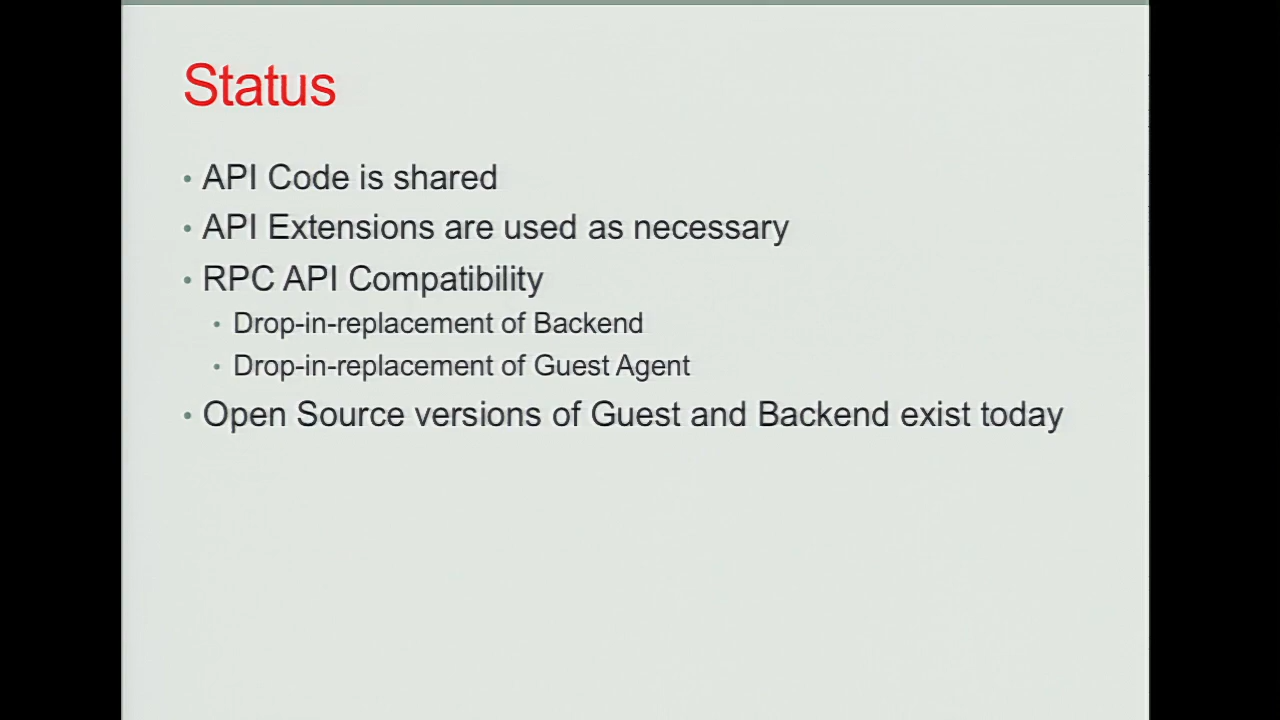 Status
• API Code is shared
• API Extensions are used as necessary
• RPC API Compatibility
• Drop-in-replacement of Backend
• Drop-in-replacement of Guest Agent
• Open Source versions of Guest and Backend exist today